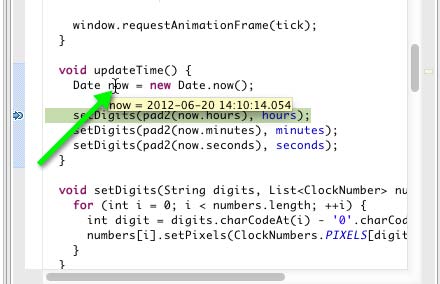 window.requestAnimationFrame(tick);
}
void updateTime() {
Date now = new Date.now();
now = 2012-06-20 14:10:14.054
setDigits(pad2(now.hours), hours);
setDigits(pad2(now.minutes), minutes);
setDigits(pad2(now.seconds), seconds);
}
void setDigits(String digits, List<ClockNumber> nu
for (int i = 0; i < numbers.length; ++i) {
int digit = digits.charCodeAt(i) - '0'.charCod
numbers[i].setPixels(ClockNumbers.PIXELS[digit
}
}